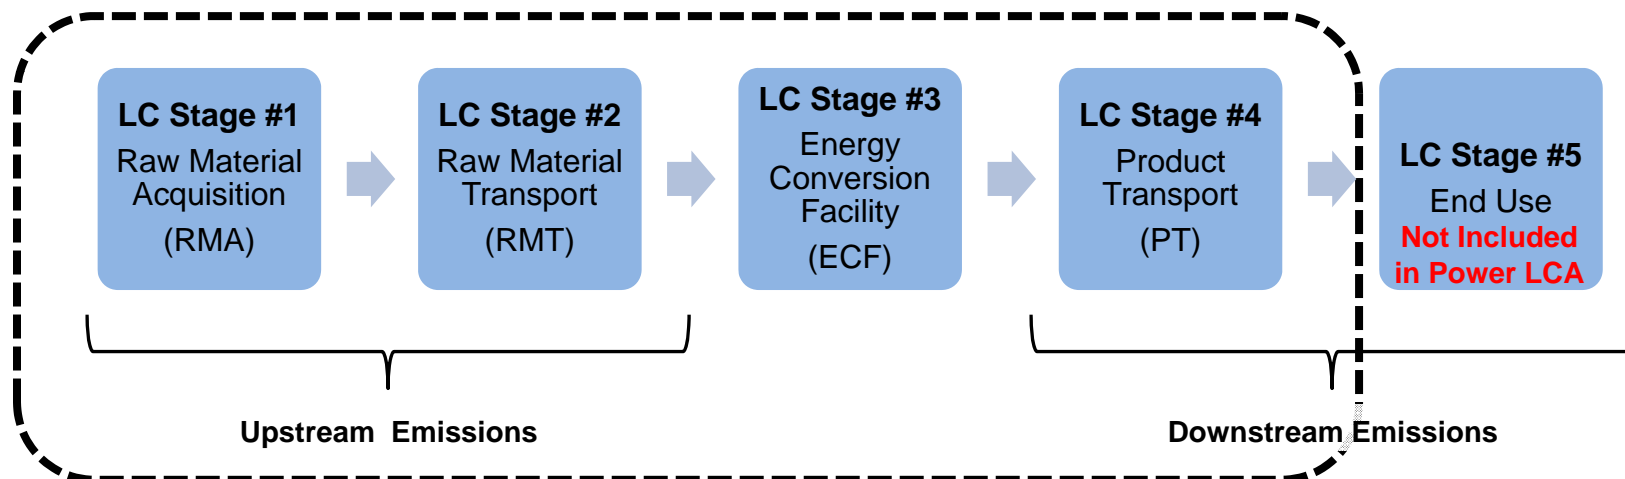 LC Stage #1
Raw Material
Acquisition
(RMA)
LC Stage #2
Raw Material
Transport
(RMT)
LC Stage #3
Energy
Conversion
Facility
(ECF)
LC Stage #4
Product
Transport
(PT)
LC Stage #5
End Use
Not Included
in Power LCA
Upstream Emissions
Downstream Emissions